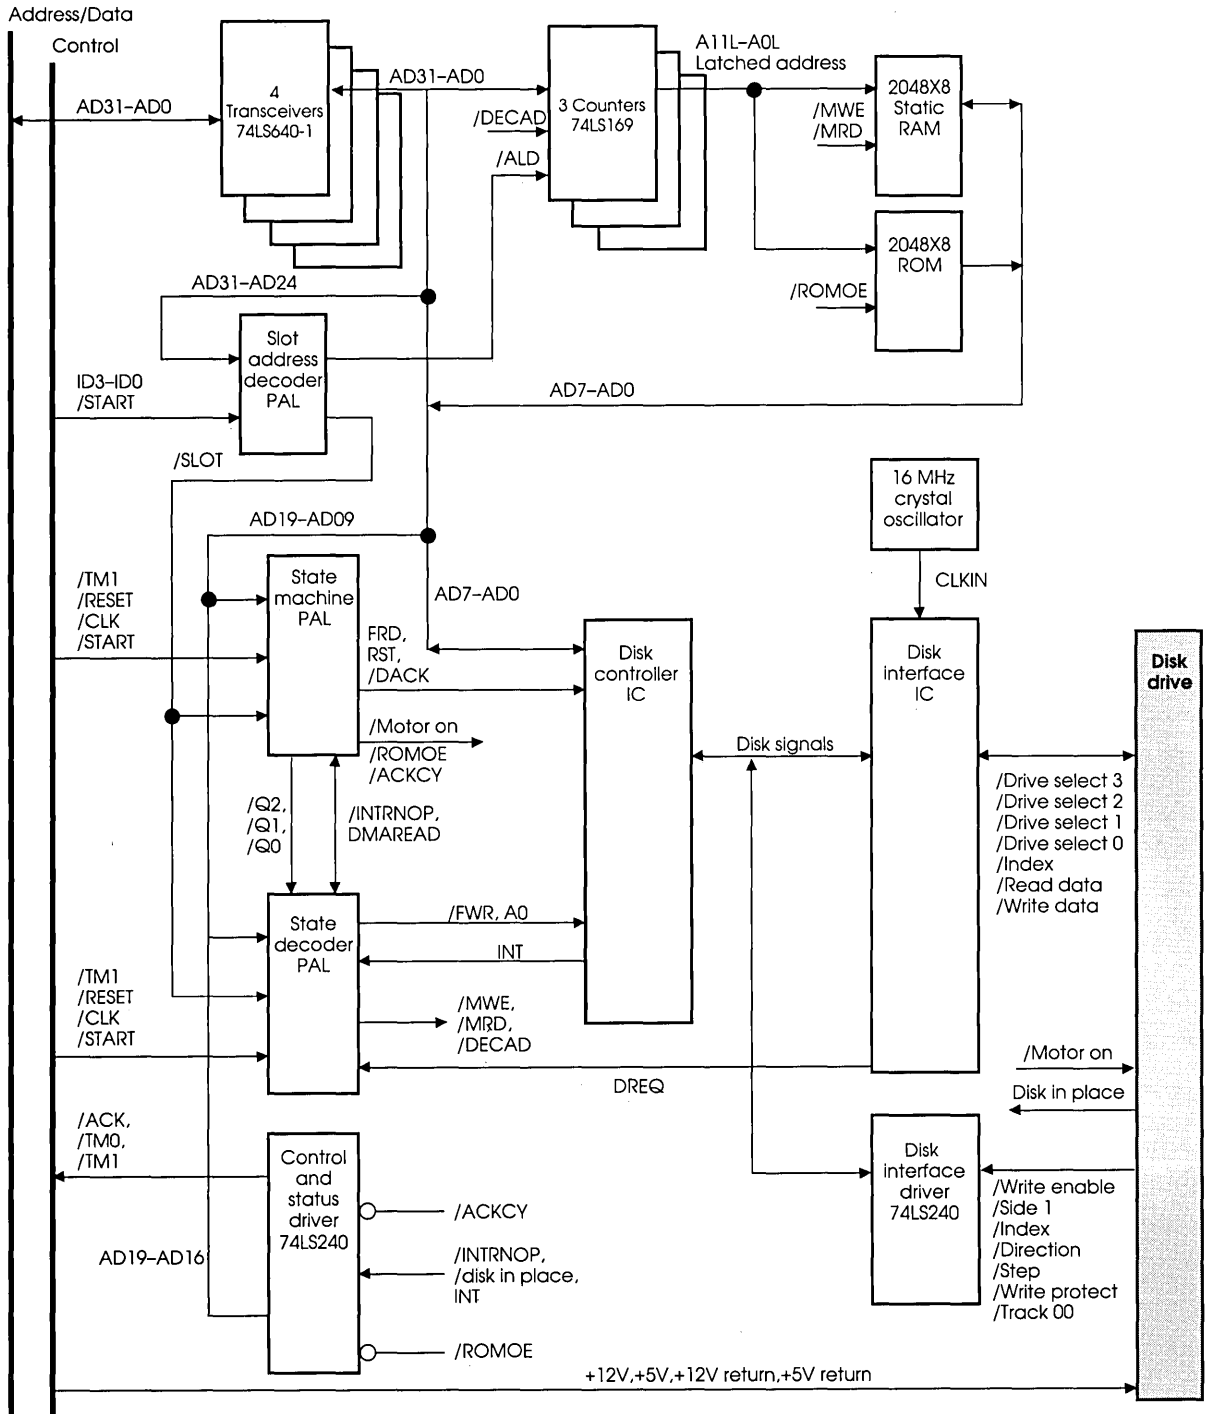 Address/Data
Control
AD31–AD0
4
Transceivers
74LS640-1
AD31–AD0
/DECAD
/ALD
3 Counters
74LS169
A11L–A0L
Latched address
/MWE
/MRD
2048X8
Static
RAM
2048X8
ROM
/ROMOE
AD31–AD24
Slot
address
decoder
PAL
ID3–ID0
/START
AD7–AD0
/SLOT
16 MHz
crystal
oscillator
CLKIN
AD19–AD09
/TM1
/RESET
/CLK
/START
State
machine
PAL
AD7–AD0
FRD,
RST,
/DACK
/Motor on
/ROMOE
/ACKCY
Disk
controller
IC
Disk
interface
IC
Disk
drive
Disk signals
/Drive select 3
/Drive select 2
/Drive select 1
/Drive select 0
/Index
/Read data
/Write data
/Q2,
/Q1,
/Q0
/INTRNOP,
DMAREAD
State
decoder
PAL
/FWR, A0
INT
/TM1
/RESET
/CLK
/START
/MWE,
/MRD,
/DECAD
DREQ
/Motor on
Disk in place
/ACK,
/TM0,
/TM1
Control
and
status
driver
74LS240
/ACKCY
/INTRNOP,
/disk in place,
INT
/ROMOE
AD19–AD16
Disk
interface
driver
74LS240
/Write enable
/Side 1
/Index
/Direction
/Step
/Write protect
/Track 00
+12V,+5V,+12V return,+5V return